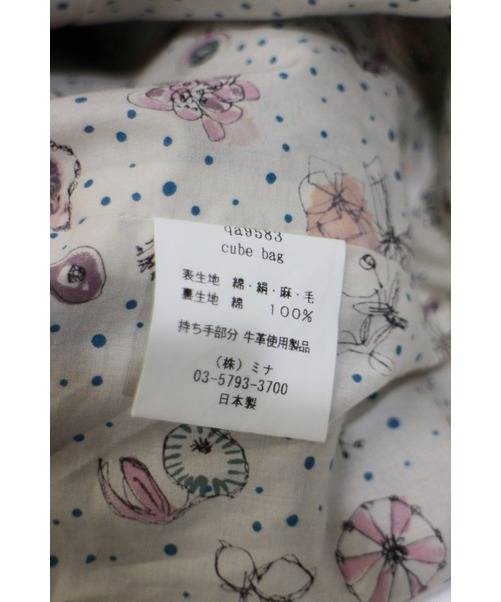 qa9583
cube bag
表生地 綿・絹・麻・毛
裏生地 綿 100%
持ち手部分 牛革使用製品
（株）ミナ
03-5793-3700
日本製